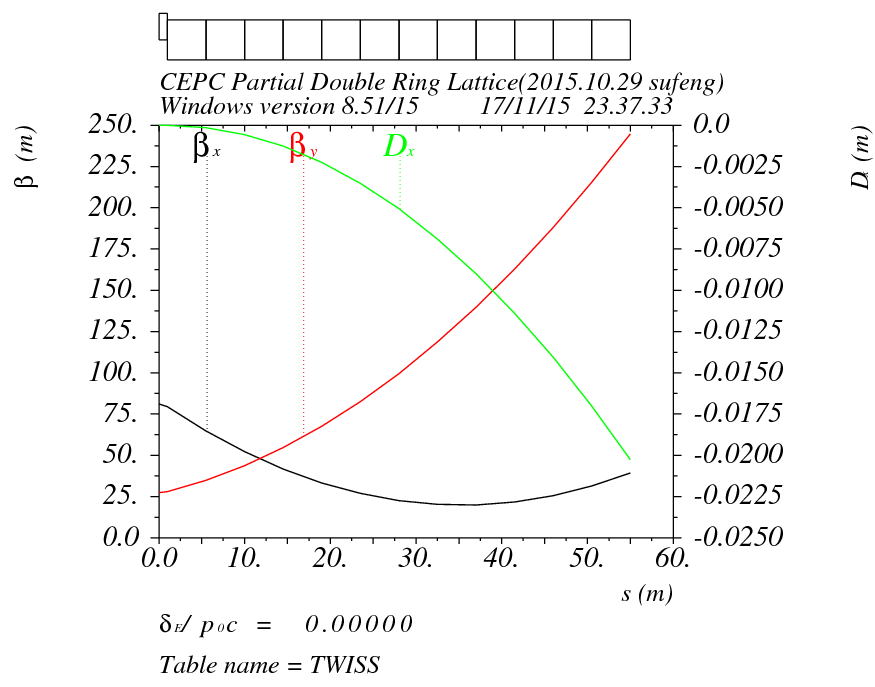 CEPC Partial Double Ring Lattice(2015.10.29 sufeng)
Windows version 8.51/15 17/11/15 23.37.33
β (m)
250.
225.
200.
175.
150.
125.
100.
75.
50.
25.
0.0
βx
βy
Dx
0.0
-0.0025
-0.0050
-0.0075
-0.0100
-0.0125
-0.0150
-0.0175
-0.0200
-0.0225
-0.0250
D (m)
0.0 10. 20. 30. 40. 50. 60.
s (m)
δE/ p0c = 0.00000
Table name = TWISS